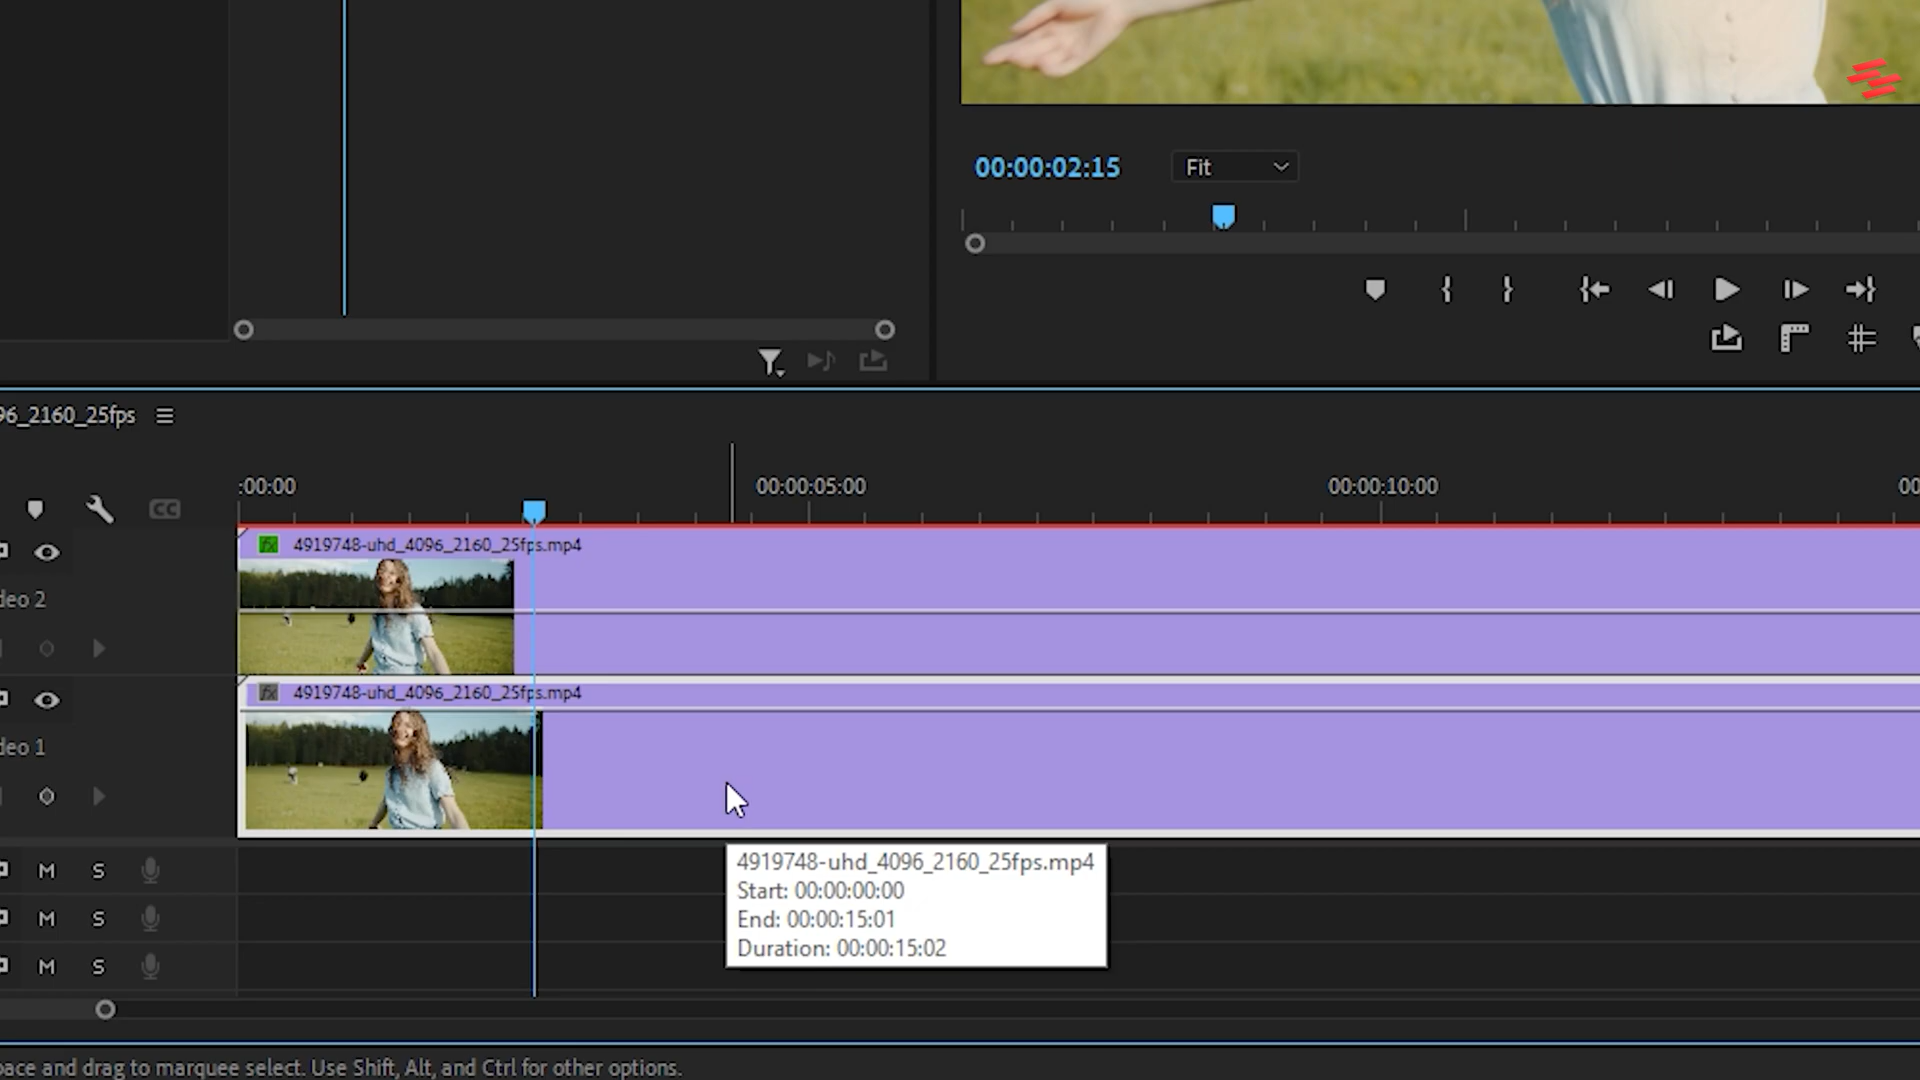 00:00:02:15
Fit
96_2160_25fps
:00:00
00:00:05:00
00:00:10:00
00
CC
fx 4919748-uhd_4096_2160_25fps.mp4
deo 2
fx 4919748-uhd_4096_2160_25fps.mp4
deo 1
4919748-uhd_4096_2160_25fps.mp4
Start: 00:00:00:00
End: 00:00:15:01
Duration: 00:00:15:02
M S
M S
M S
pace and drag to marquee select. Use Shift, Alt, and Ctrl for other options.